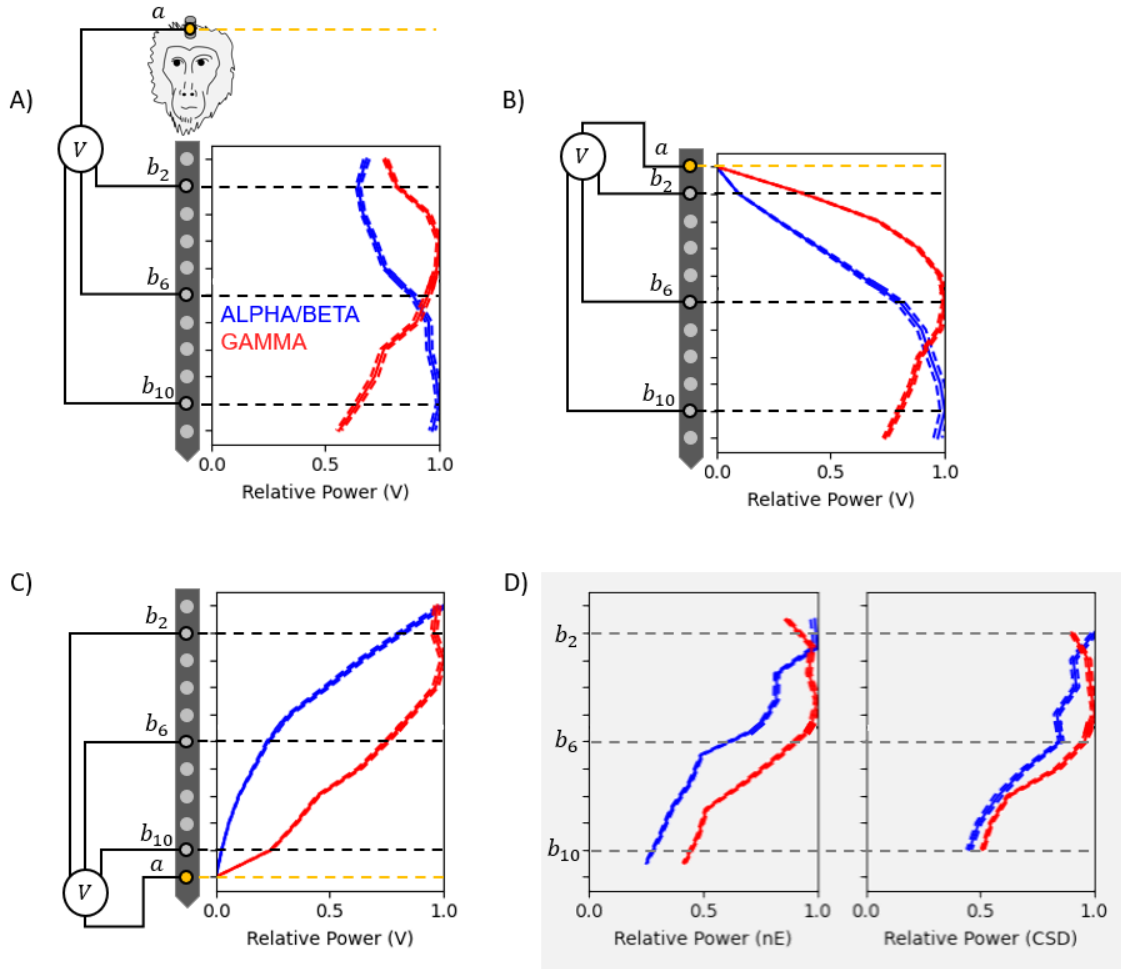 a
A)
V
b2
b6
b10
ALPHA/BETA
GAMMA
0.0 0.5 1.0
Relative Power (V)
B)
V
a
b2
b6
b10
0.0 0.5 1.0
Relative Power (V)
C)
b2
b6
b10
a
V
0.0 0.5 1.0
Relative Power (V)
D)
b2
b6
b10
0.0 0.5 1.0
Relative Power (nE)
0.0 0.5 1.0
Relative Power (CSD)